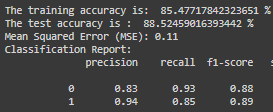 The training accuracy is: 85.47717842323651 %
The test accuracy is : 88.52459016393442 %
Mean Squared Error (MSE): 0.11
Classification Report:
precision recall f1-score
0 0.83 0.93 0.88
1 0.94 0.85 0.89